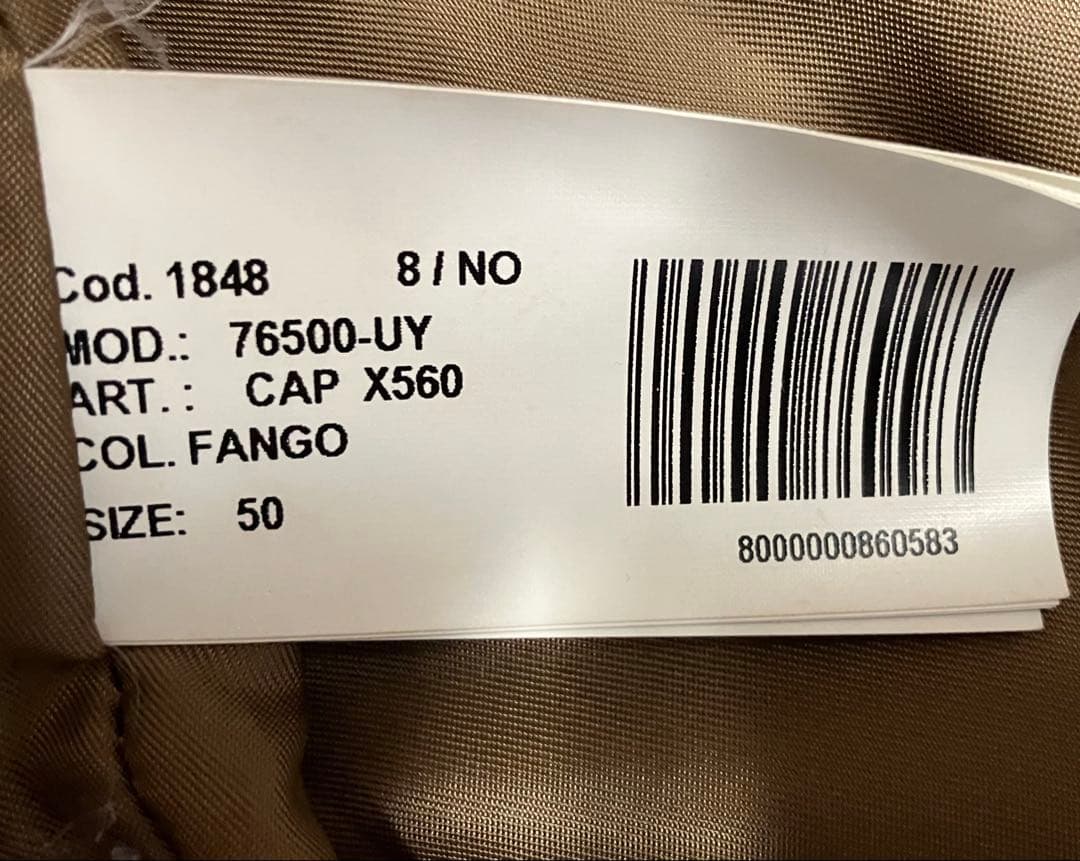 Cod. 1848 8 / NO
MOD.: 76500-UY
ART. : CAP X560
COL. FANGO
SIZE: 50
8000000860583